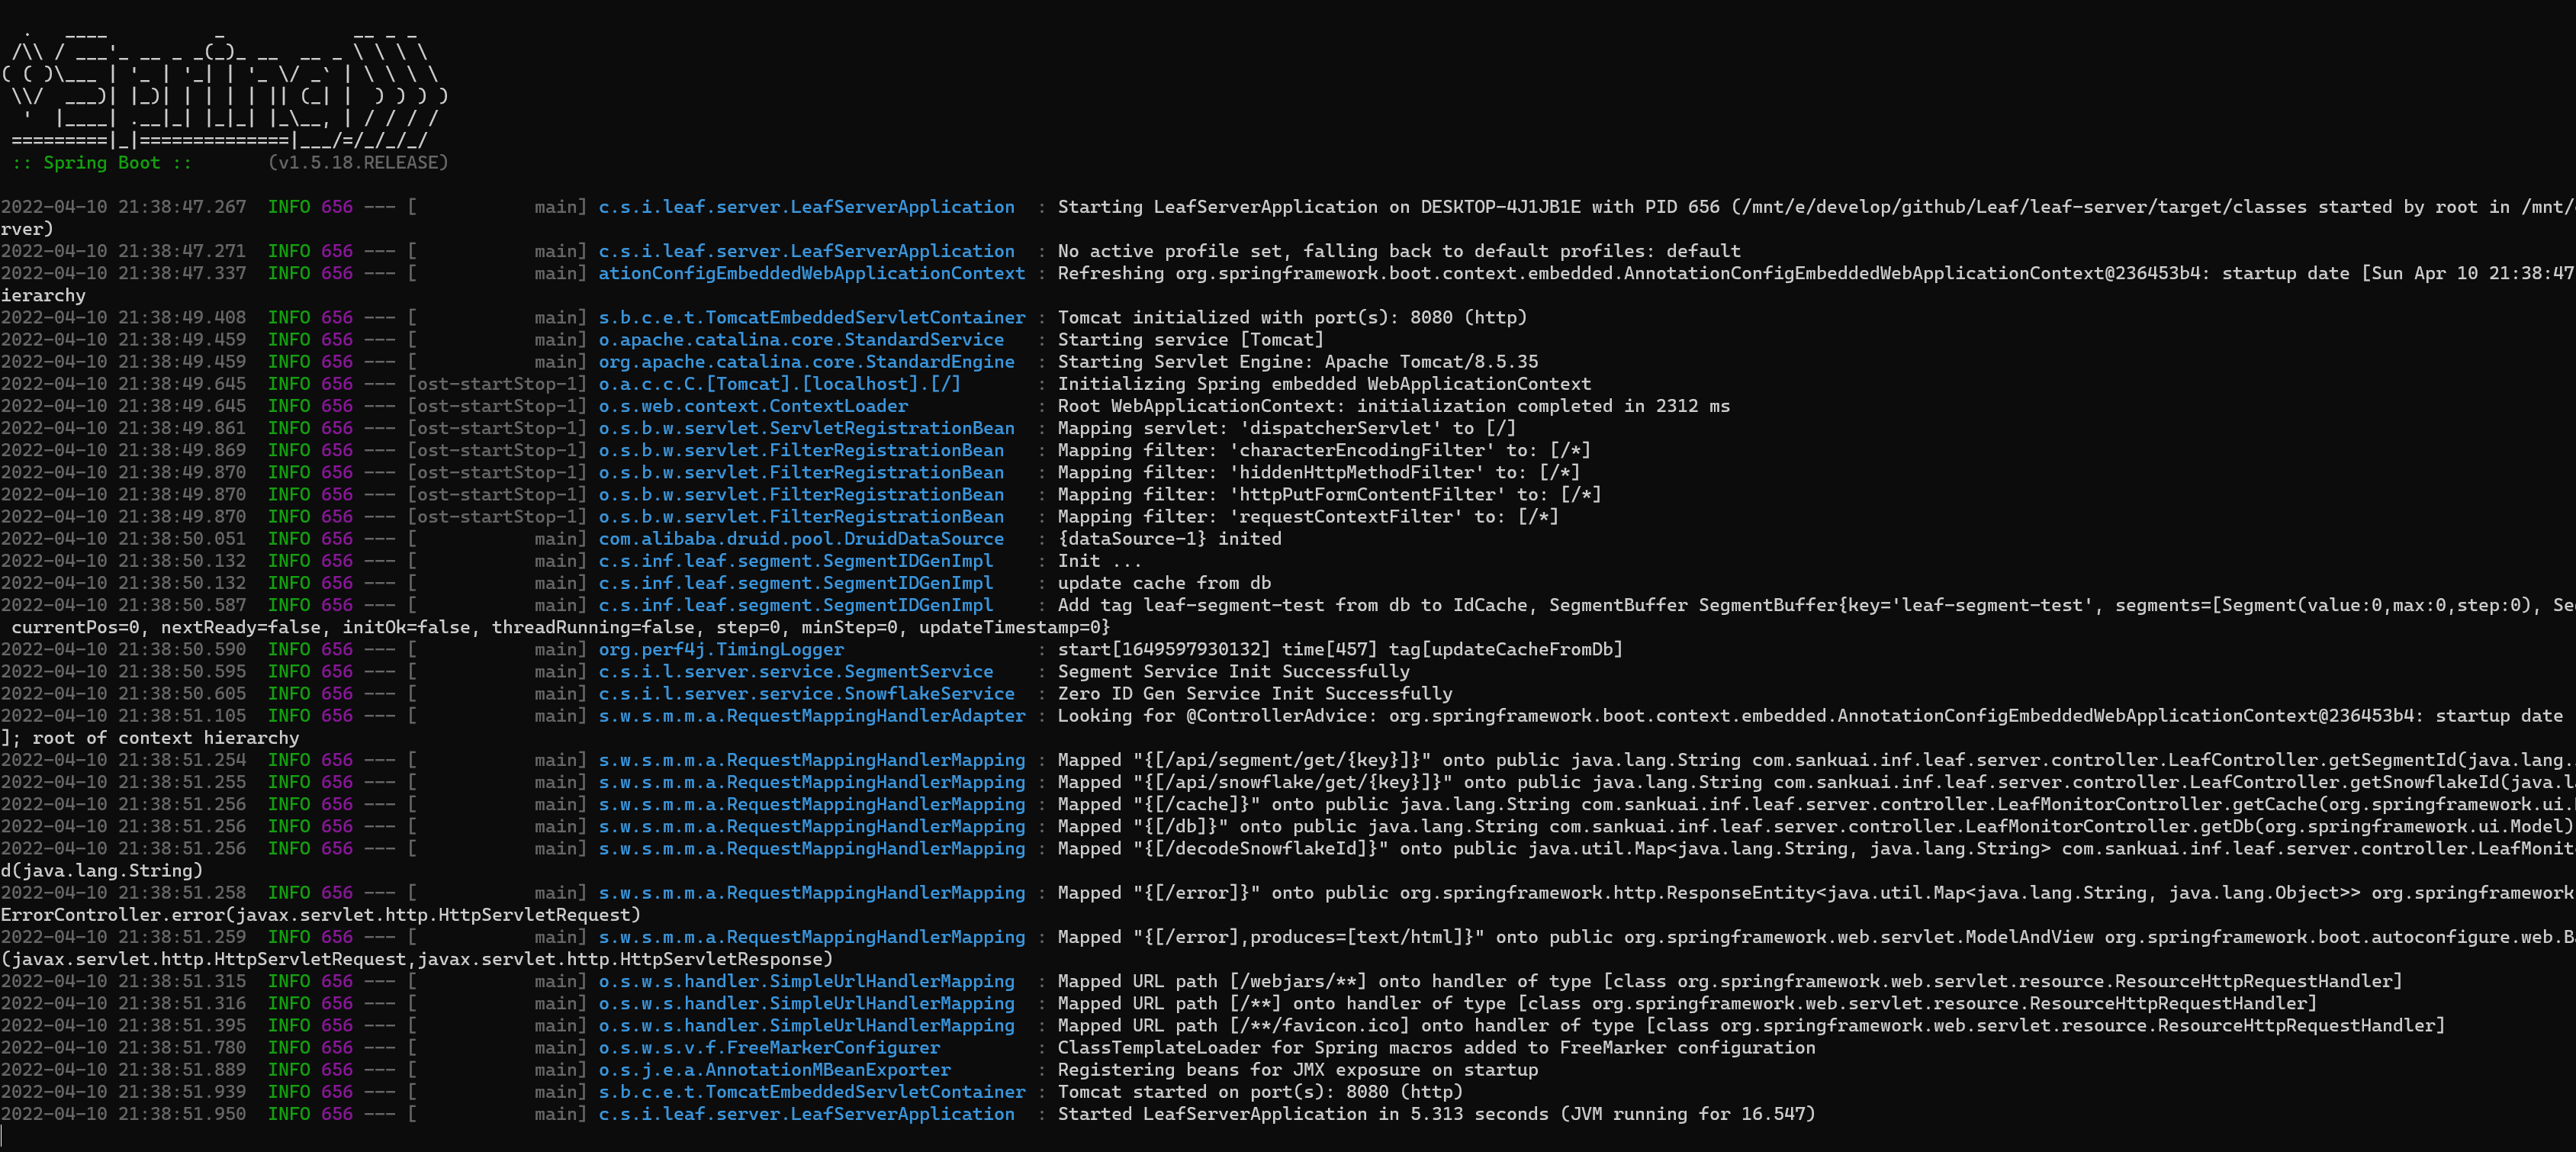 .   ____          _            __ _ _
 /\\ / ___'_ __ _ _(_)_ __  __ _ \ \ \ \
( ( )\___ | '_ | '_| | '_ \/ _` | \ \ \ \
 \\/  ___)| |_)| | | | | || (_| |  ) ) ) )
  '  |____| .__|_| |_|_| |_\__, | / / / /
 =========|_|==============|___/=/_/_/_/
 :: Spring Boot ::       (v1.5.18.RELEASE)
2022-04-10 21:38:47.267  INFO 656 --- [           main] c.s.i.leaf.server.LeafServerApplication  : Starting LeafServerApplication on DESKTOP-4J1JB1E with PID 656 (/mnt/e/develop/github/Leaf/leaf-server/target/classes started by root in /mnt/
rver)
2022-04-10 21:38:47.271  INFO 656 --- [           main] c.s.i.leaf.server.LeafServerApplication  : No active profile set, falling back to default profiles: default
2022-04-10 21:38:47.337  INFO 656 --- [           main] ationConfigEmbeddedWebApplicationContext : Refreshing org.springframework.boot.context.embedded.AnnotationConfigEmbeddedWebApplicationContext@236453b4: startup date [Sun Apr 10 21:38:47
ierarchy
2022-04-10 21:38:49.408  INFO 656 --- [           main] s.b.c.e.t.TomcatEmbeddedServletContainer : Tomcat initialized with port(s): 8080 (http)
2022-04-10 21:38:49.459  INFO 656 --- [           main] o.apache.catalina.core.StandardService   : Starting service [Tomcat]
2022-04-10 21:38:49.459  INFO 656 --- [           main] org.apache.catalina.core.StandardEngine  : Starting Servlet Engine: Apache Tomcat/8.5.35
2022-04-10 21:38:49.645  INFO 656 --- [ost-startStop-1] o.a.c.c.C.[Tomcat].[localhost].[/]       : Initializing Spring embedded WebApplicationContext
2022-04-10 21:38:49.645  INFO 656 --- [ost-startStop-1] o.s.web.context.ContextLoader            : Root WebApplicationContext: initialization completed in 2312 ms
2022-04-10 21:38:49.861  INFO 656 --- [ost-startStop-1] o.s.b.w.servlet.ServletRegistrationBean  : Mapping servlet: 'dispatcherServlet' to [/]
2022-04-10 21:38:49.869  INFO 656 --- [ost-startStop-1] o.s.b.w.servlet.FilterRegistrationBean   : Mapping filter: 'characterEncodingFilter' to: [/*]
2022-04-10 21:38:49.870  INFO 656 --- [ost-startStop-1] o.s.b.w.servlet.FilterRegistrationBean   : Mapping filter: 'hiddenHttpMethodFilter' to: [/*]
2022-04-10 21:38:49.870  INFO 656 --- [ost-startStop-1] o.s.b.w.servlet.FilterRegistrationBean   : Mapping filter: 'httpPutFormContentFilter' to: [/*]
2022-04-10 21:38:49.870  INFO 656 --- [ost-startStop-1] o.s.b.w.servlet.FilterRegistrationBean   : Mapping filter: 'requestContextFilter' to: [/*]
2022-04-10 21:38:50.051  INFO 656 --- [           main] com.alibaba.druid.pool.DruidDataSource   : {dataSource-1} inited
2022-04-10 21:38:50.132  INFO 656 --- [           main] c.s.inf.leaf.segment.SegmentIDGenImpl    : Init ...
2022-04-10 21:38:50.132  INFO 656 --- [           main] c.s.inf.leaf.segment.SegmentIDGenImpl    : update cache from db
2022-04-10 21:38:50.587  INFO 656 --- [           main] c.s.inf.leaf.segment.SegmentIDGenImpl    : Add tag leaf-segment-test from db to IdCache, SegmentBuffer SegmentBuffer{key='leaf-segment-test', segments=[Segment(value:0,max:0,step:0), Se
 currentPos=0, nextReady=false, initOk=false, threadRunning=false, step=0, minStep=0, updateTimestamp=0}
2022-04-10 21:38:50.590  INFO 656 --- [           main] org.perf4j.TimingLogger                  : start[1649597930132] time[457] tag[updateCacheFromDb]
2022-04-10 21:38:50.595  INFO 656 --- [           main] c.s.i.l.server.service.SegmentService    : Segment Service Init Successfully
2022-04-10 21:38:50.605  INFO 656 --- [           main] c.s.i.l.server.service.SnowflakeService  : Zero ID Gen Service Init Successfully
2022-04-10 21:38:51.105  INFO 656 --- [           main] s.w.s.m.m.a.RequestMappingHandlerAdapter : Looking for @ControllerAdvice: org.springframework.boot.context.embedded.AnnotationConfigEmbeddedWebApplicationContext@236453b4: startup date
]; root of context hierarchy
2022-04-10 21:38:51.254  INFO 656 --- [           main] s.w.s.m.m.a.RequestMappingHandlerMapping : Mapped "{[/api/segment/get/{key}]}" onto public java.lang.String com.sankuai.inf.leaf.server.controller.LeafController.getSegmentId(java.lang.
2022-04-10 21:38:51.255  INFO 656 --- [           main] s.w.s.m.m.a.RequestMappingHandlerMapping : Mapped "{[/api/snowflake/get/{key}]}" onto public java.lang.String com.sankuai.inf.leaf.server.controller.LeafController.getSnowflakeId(java.l
2022-04-10 21:38:51.256  INFO 656 --- [           main] s.w.s.m.m.a.RequestMappingHandlerMapping : Mapped "{[/cache]}" onto public java.lang.String com.sankuai.inf.leaf.server.controller.LeafMonitorController.getCache(org.springframework.ui.
2022-04-10 21:38:51.256  INFO 656 --- [           main] s.w.s.m.m.a.RequestMappingHandlerMapping : Mapped "{[/db]}" onto public java.lang.String com.sankuai.inf.leaf.server.controller.LeafMonitorController.getDb(org.springframework.ui.Model)
2022-04-10 21:38:51.256  INFO 656 --- [           main] s.w.s.m.m.a.RequestMappingHandlerMapping : Mapped "{[/decodeSnowflakeId]}" onto public java.util.Map<java.lang.String, java.lang.String> com.sankuai.inf.leaf.server.controller.LeafMonit
d(java.lang.String)
2022-04-10 21:38:51.258  INFO 656 --- [           main] s.w.s.m.m.a.RequestMappingHandlerMapping : Mapped "{[/error]}" onto public org.springframework.http.ResponseEntity<java.util.Map<java.lang.String, java.lang.Object>> org.springframework
ErrorController.error(javax.servlet.http.HttpServletRequest)
2022-04-10 21:38:51.259  INFO 656 --- [           main] s.w.s.m.m.a.RequestMappingHandlerMapping : Mapped "{[/error],produces=[text/html]}" onto public org.springframework.web.servlet.ModelAndView org.springframework.boot.autoconfigure.web.B
(javax.servlet.http.HttpServletRequest,javax.servlet.http.HttpServletResponse)
2022-04-10 21:38:51.315  INFO 656 --- [           main] o.s.w.s.handler.SimpleUrlHandlerMapping  : Mapped URL path [/webjars/**] onto handler of type [class org.springframework.web.servlet.resource.ResourceHttpRequestHandler]
2022-04-10 21:38:51.316  INFO 656 --- [           main] o.s.w.s.handler.SimpleUrlHandlerMapping  : Mapped URL path [/**] onto handler of type [class org.springframework.web.servlet.resource.ResourceHttpRequestHandler]
2022-04-10 21:38:51.395  INFO 656 --- [           main] o.s.w.s.handler.SimpleUrlHandlerMapping  : Mapped URL path [/**/favicon.ico] onto handler of type [class org.springframework.web.servlet.resource.ResourceHttpRequestHandler]
2022-04-10 21:38:51.780  INFO 656 --- [           main] o.s.w.s.v.f.FreeMarkerConfigurer         : ClassTemplateLoader for Spring macros added to FreeMarker configuration
2022-04-10 21:38:51.889  INFO 656 --- [           main] o.s.j.e.a.AnnotationMBeanExporter        : Registering beans for JMX exposure on startup
2022-04-10 21:38:51.939  INFO 656 --- [           main] s.b.c.e.t.TomcatEmbeddedServletContainer : Tomcat started on port(s): 8080 (http)
2022-04-10 21:38:51.950  INFO 656 --- [           main] c.s.i.leaf.server.LeafServerApplication  : Started LeafServerApplication in 5.313 seconds (JVM running for 16.547)